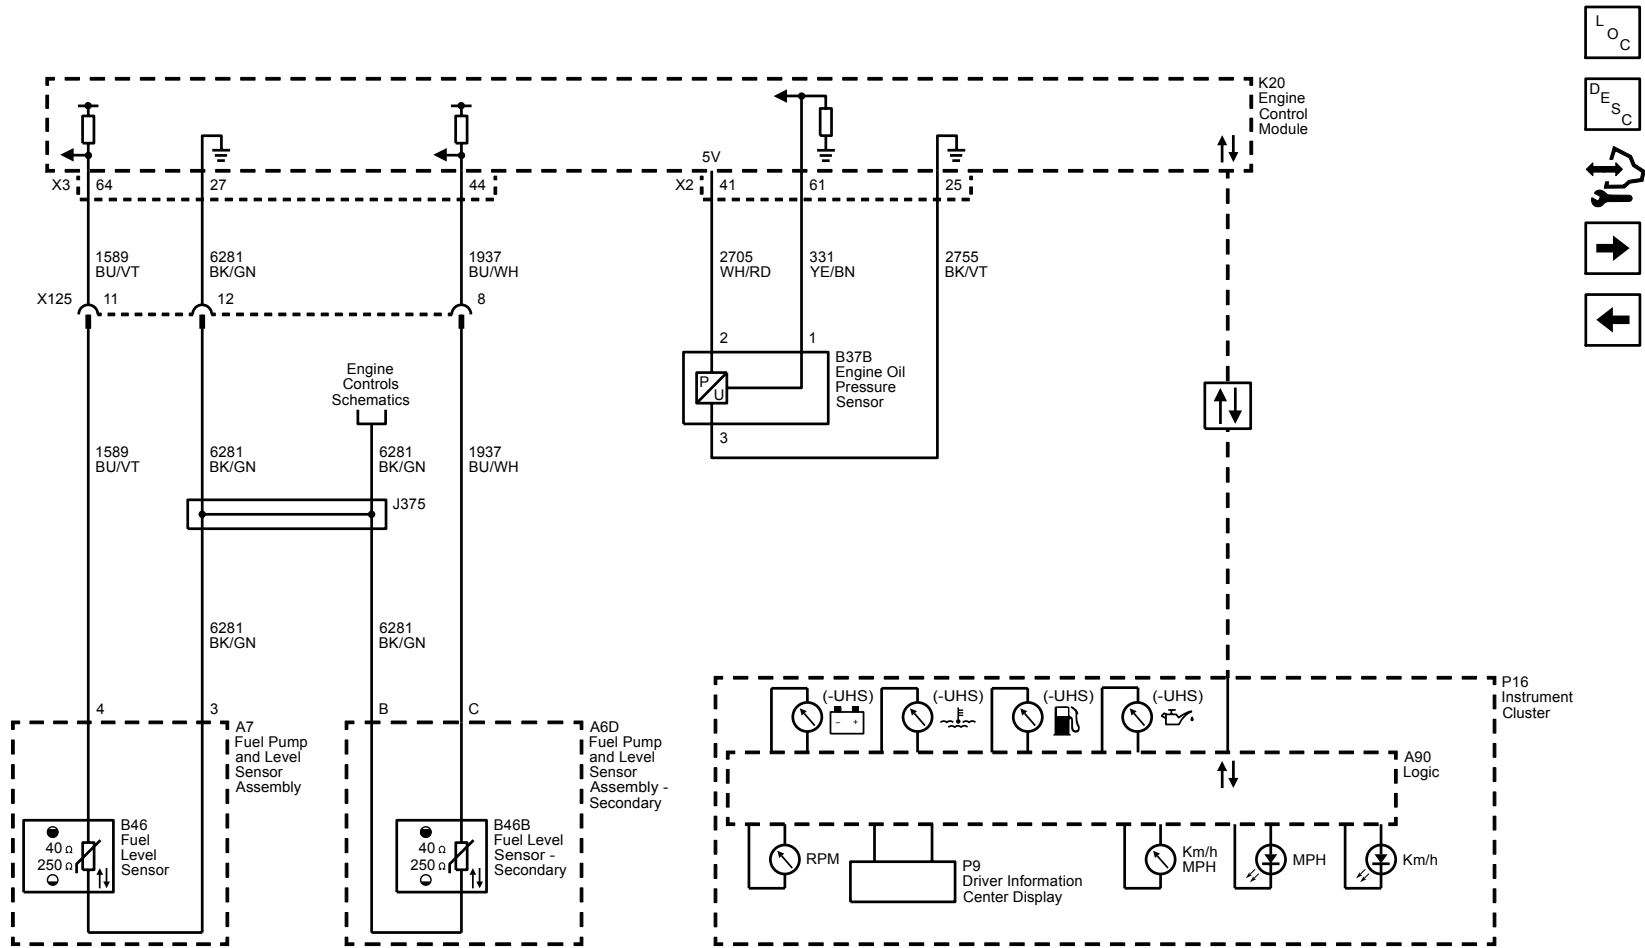 L
O
C
D
E
S
C
K20
Engine
Control
Module
5V
X3 64 27 44 X2 41 61 25
1589
BU/VT
6281
BK/GN
1937
BU/WH
2705
WH/RD
331
YE/BN
2755
BK/VT
X125 11 12 8
2 1
B37B
Engine Oil
Pressure
Sensor
P
U
3
Engine
Controls
Schematics
1589
BU/VT
6281
BK/GN
6281
BK/GN
1937
BU/WH
J375
6281
BK/GN
6281
BK/GN
4 3 B C
A7
Fuel Pump
and Level
Sensor
Assembly
A6D
Fuel Pump
and Level
Sensor
Assembly -
Secondary
P16
Instrument
Cluster
(-UHS) (-UHS) (-UHS) (-UHS)
- +
A90
Logic
B46
Fuel
Level
Sensor
40 Ω
250 Ω
B46B
Fuel Level
Sensor -
Secondary
40 Ω
250 Ω
RPM
P9
Driver Information
Center Display
Km/h
MPH
MPH
Km/h